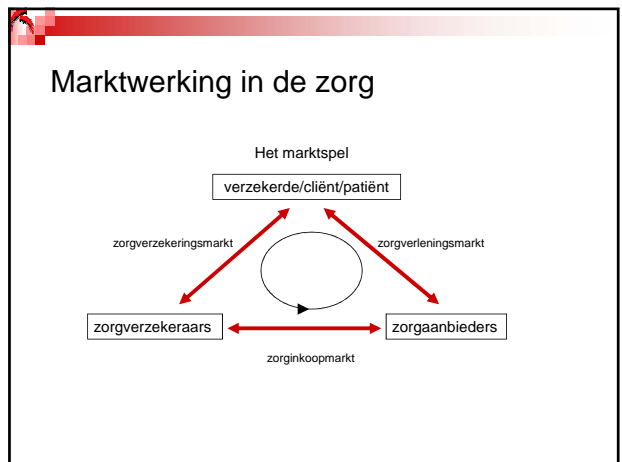 Marktwerking in de zorg
Het marktspel
verzekerde/cliënt/patiënt
zorgverzekeringsmarkt
zorgverleningsmarkt
zorgverzekeraars
zorgaanbieders
zorginkoopmarkt